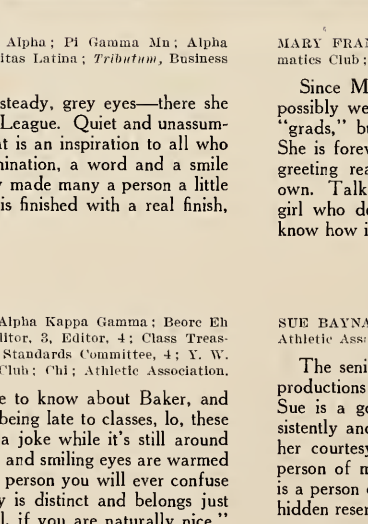 Alpha; Pi Gamma Mu; Alpha
itas Latina; Tributum, Business
steady, grey eyes—there she
League. Quiet and unassum-
t is an inspiration to all who
nination, a word and a smile
made many a person a little
is finished with a real finish,
Alpha Kappa Gamma; Beorc Eh
ditor, 3, Editor, 4; Class Treas-
Standards Committee, 4; Y. W.
Club; Chi; Athletic Association.
e to know about Baker, and
being late to classes, lo, these
a joke while it's still around
and smiling eyes are warmed
person you will ever confuse
y is distinct and belongs just
l, if you are naturally nice."
MARY FRAN
matics Club;
Since M
possibly we
"grads," bu
She is forev
greeting rea
own. Talk
girl who de
know how i
SUE BAYNA
Athletic Ass
The seni
productions
Sue is a go
sistently and
her courtesy
person of m
is a person
hidden reser